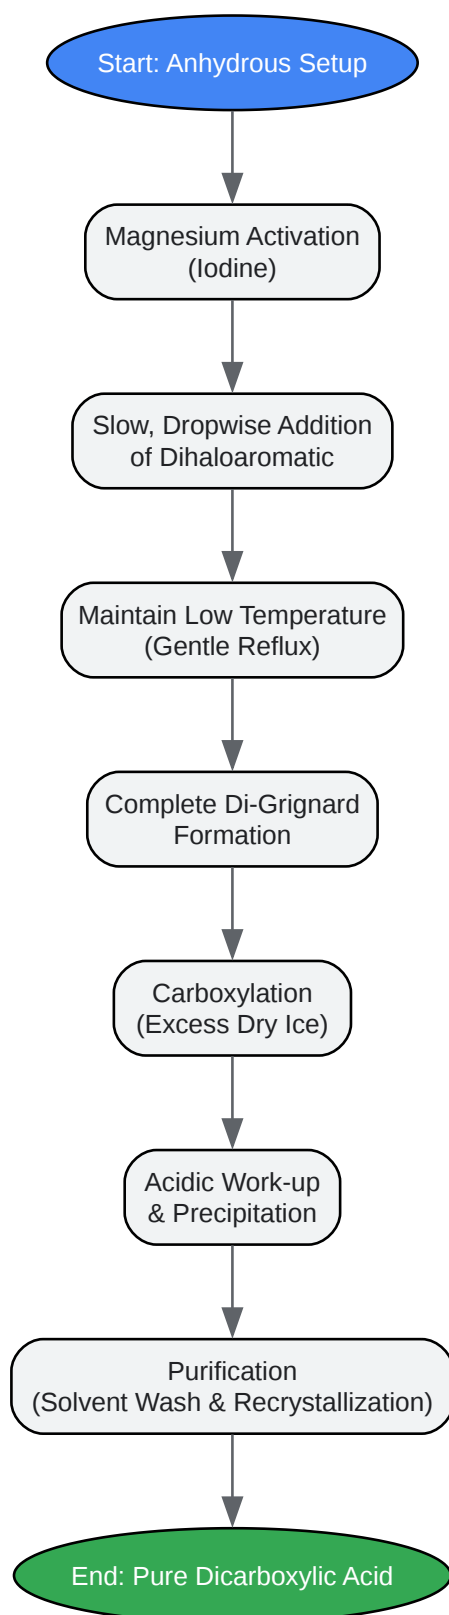 Start: Anhydrous Setup
Magnesium Activation
(Iodine)
Slow, Dropwise Addition
of Dihaloaromatic
Maintain Low Temperature
(Gentle Reflux)
Complete Di-Grignard
Formation
Carboxylation
(Excess Dry Ice)
Acidic Work-up
& Precipitation
Purification
(Solvent Wash & Recrystallization)
End: Pure Dicarboxylic Acid